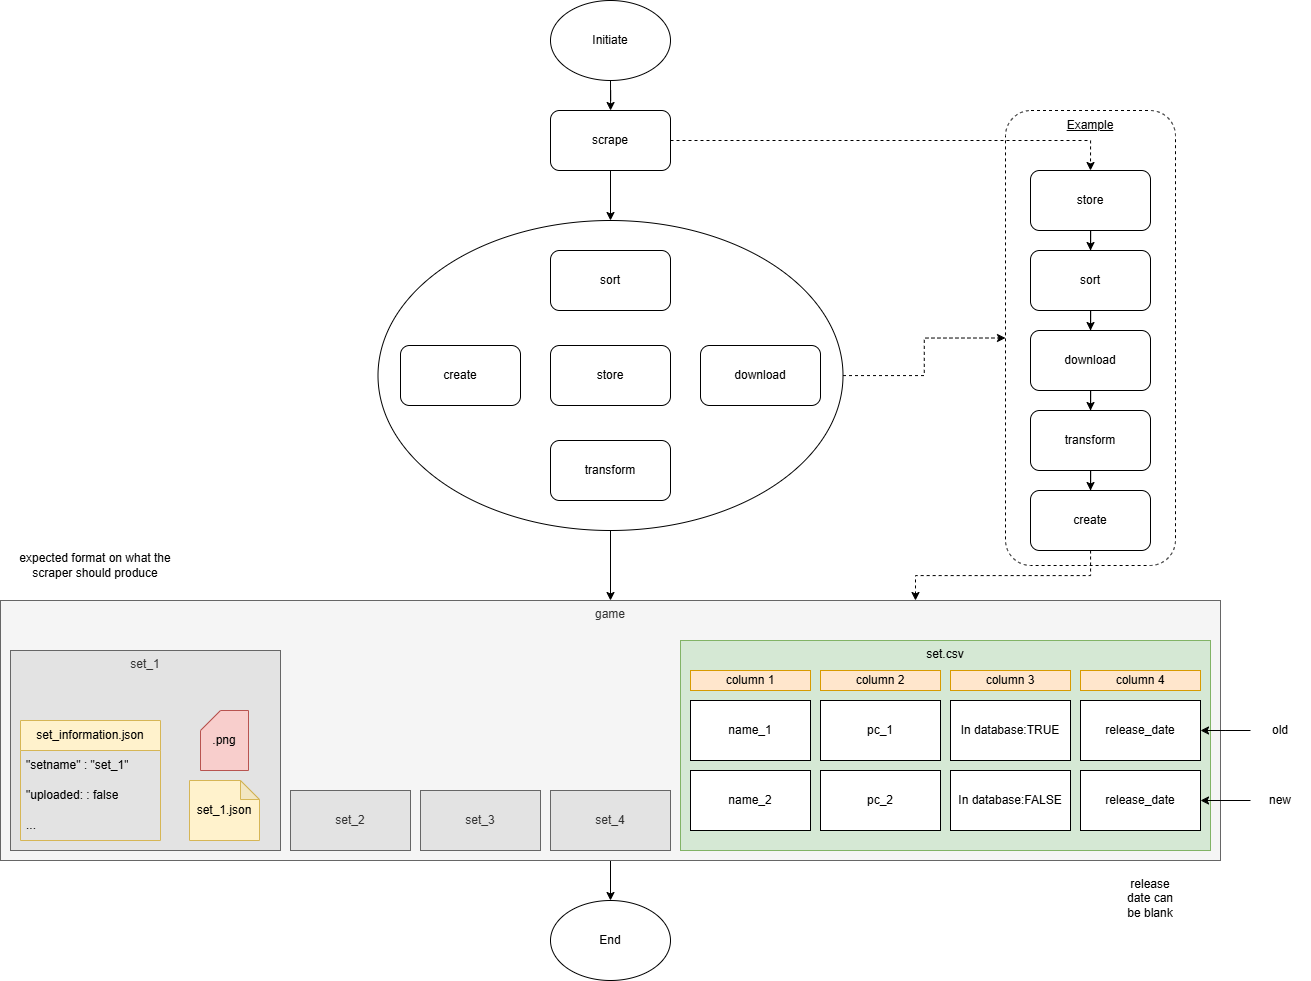 Initiate
scrape
Example
store
sort
sort
create
store
download
download
transform
transform
create
expected format on what the
scraper should produce
game
set_1
set.csv
column 1
column 2
column 3
column 4
set_information.json
"setname" : "set_1"
"uploaded: : false
...
.png
set_1.json
set_2
set_3
set_4
name_1
pc_1
In database:TRUE
release_date
old
name_2
pc_2
In database:FALSE
release_date
new
release
date can
be blank
End